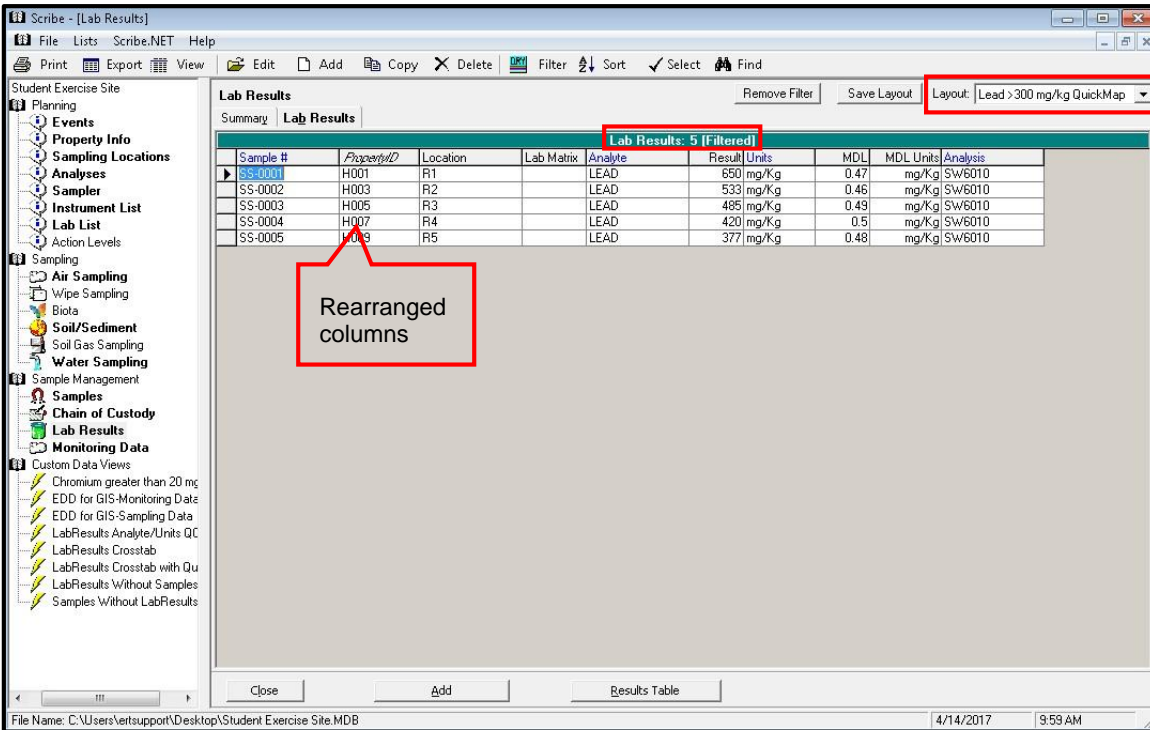 Scribe - [Lab Results]
File Lists Scribe.NET Help
Print Export View Edit Add Copy Delete QRY Filter Sort Select Find
Student Exercise Site
Planning
Events
Property Info
Sampling Locations
Analyses
Sampler
Instrument List
Lab List
Action Levels
Sampling
Air Sampling
Wipe Sampling
Biota
Soil/Sediment
Soil Gas Sampling
Water Sampling
Sample Management
Samples
Chain of Custody
Lab Results
Monitoring Data
Custom Data Views
Chromium greater than 20 mg
EDD for GIS-Monitoring Data
EDD for GIS-Sampling Data
LabResults Analyte/Units QC
LabResults Crosstab
LabResults Crosstab with Qu
LabResults Without Samples
Samples Without LabResults
Lab Results Remove Filter Save Layout Layout: Lead >300 mg/kg QuickMap
Summary Lab Results
Lab Results: 5 [Filtered]
Sample # PropertyID Location Lab Matrix Analyte Result Units MDL MDL Units Analysis
SS-0001 H001 R1 LEAD 650 mg/Kg 0.47 mg/Kg SW6010
SS-0002 H003 R2 LEAD 533 mg/Kg 0.46 mg/Kg SW6010
SS-0003 H005 R3 LEAD 485 mg/Kg 0.49 mg/Kg SW6010
SS-0004 H007 R4 LEAD 420 mg/Kg 0.5 mg/Kg SW6010
SS-0005 H009 R5 LEAD 377 mg/Kg 0.48 mg/Kg SW6010
Rearranged
columns
Close Add Results Table
File Name: C:\Users\ertsupport\Desktop\Student Exercise Site.MDB 4/14/2017 9:59 AM